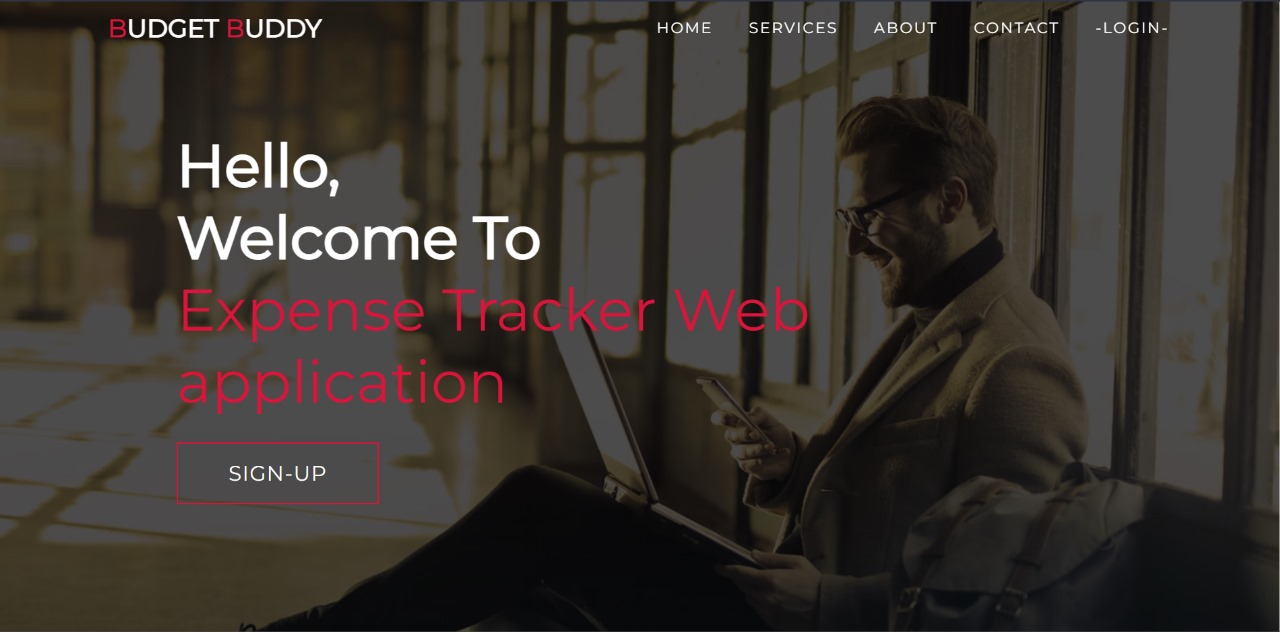 BUDGET BUDDY
HOME SERVICES ABOUT CONTACT -LOGIN-
Hello,
Welcome To
Expense Tracker Web
application
SIGN-UP